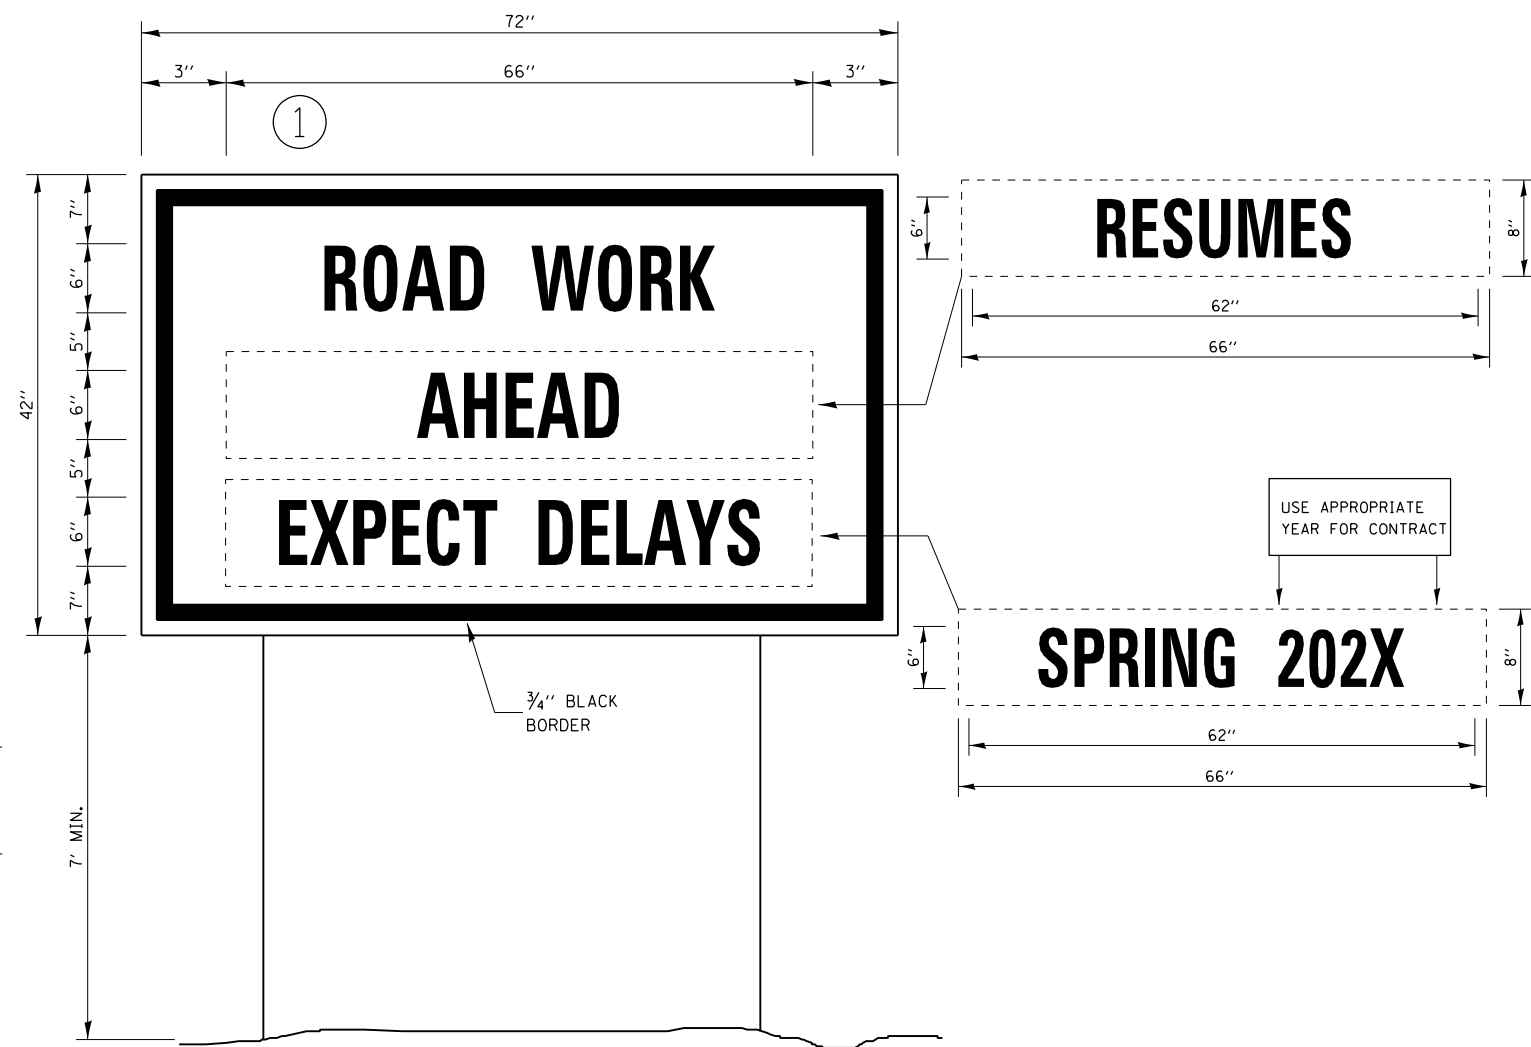 72''
3'' 66'' 3''
1
7''
6''
5''
6''
5''
6''
7''
42''
7' MIN.
ROAD WORK
AHEAD
EXPECT DELAYS
3/4'' BLACK
BORDER
6''
RESUMES
8''
62''
66''
USE APPROPRIATE
YEAR FOR CONTRACT
6''
SPRING 202X
8''
62''
66''